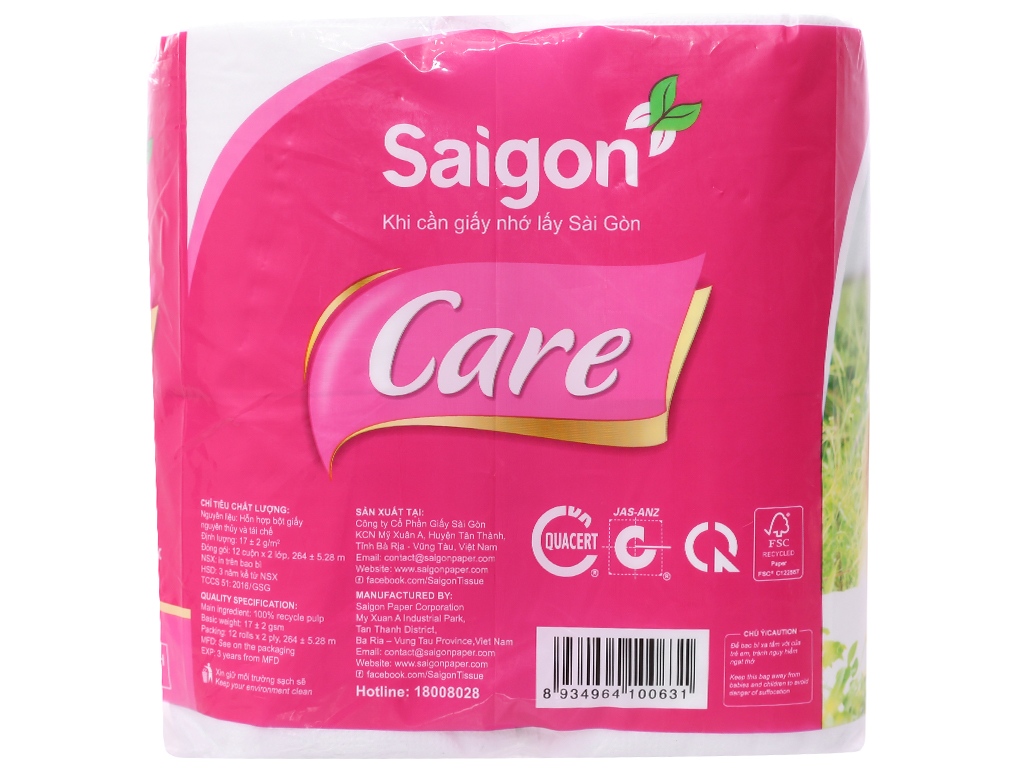 Saigon
Khi cần giấy nhớ lấy Sài Gòn
Care
CHỈ TIÊU CHẤT LƯỢNG:
Nguyên liệu: Hỗn hợp bột giấy
nguyên thủy và tái chế
Định lượng: 17 ± 2 g/m²
Đóng gói: 12 cuộn x 2 lớp, 264 ± 5.28 m
NSX: In trên bao bì
HSD: 3 năm kể từ NSX
TCCS 51: 2016/GSG
QUALITY SPECIFICATION:
Main ingredient: 100% recycle pulp
Basic weight: 17 ± 2 gsm
Packing: 12 rolls x 2 ply, 264 ± 5.28 m
MFD: See on the packaging
EXP: 3 years from MFD
Xin giữ môi trường sạch sẽ
Keep your environment clean
SẢN XUẤT TẠI:
Công ty Cổ Phần Giấy Sài Gòn
KCN Mỹ Xuân A, Huyện Tân Thành,
Tỉnh Bà Rịa - Vũng Tàu, Việt Nam
Email: contact@saigonpaper.com
Website: www.saigonpaper.com
facebook.com/SaigonTissue
MANUFACTURED BY:
Saigon Paper Corporation
My Xuan A Industrial Park,
Tan Thanh District,
Ba Ria – Vung Tau Province,Viet Nam
Email: contact@saigonpaper.com
Website: www.saigonpaper.com
facebook.com/SaigonTissue
Hotline: 18008028
QUACERT
®
JAS-ANZ
®
FSC
RECYCLED
Paper
8 934964 100631
CHÚ Ý/CAUTION
Để bao bì xa tầm với của
trẻ em, tránh nguy hiểm
ngạt thở
Keep this bag away from
babies and children to avoid
danger of suffocation